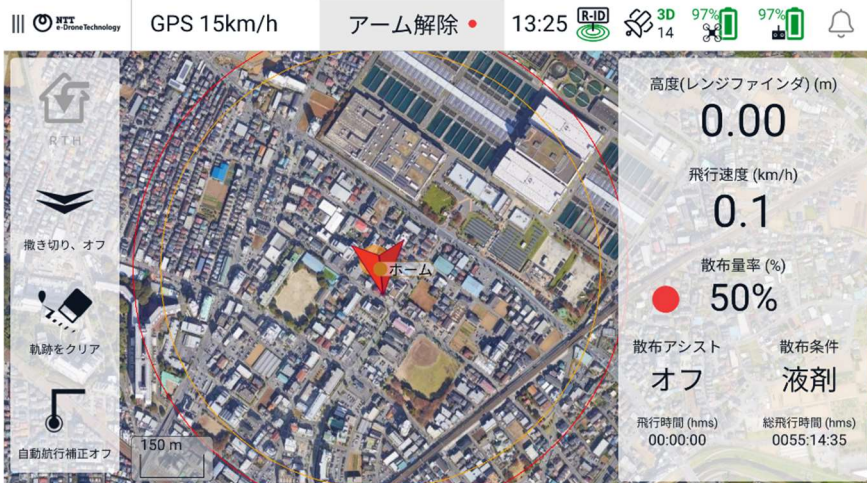 NTT
e-Drone Technology
GPS 15km/h
アーム解除
13:25
R-ID
3D
14
97%
97%
RTH
撒き切り、オフ
軌跡をクリア
自動航行補正オフ
150 m
ホーム
高度(レンジファインダ) (m)
0.00
飛行速度 (km/h)
0.1
散布量率 (%)
50%
散布アシスト
オフ
散布条件
液剤
飛行時間 (hms)
00:00:00
総飛行時間 (hms)
0055:14:35